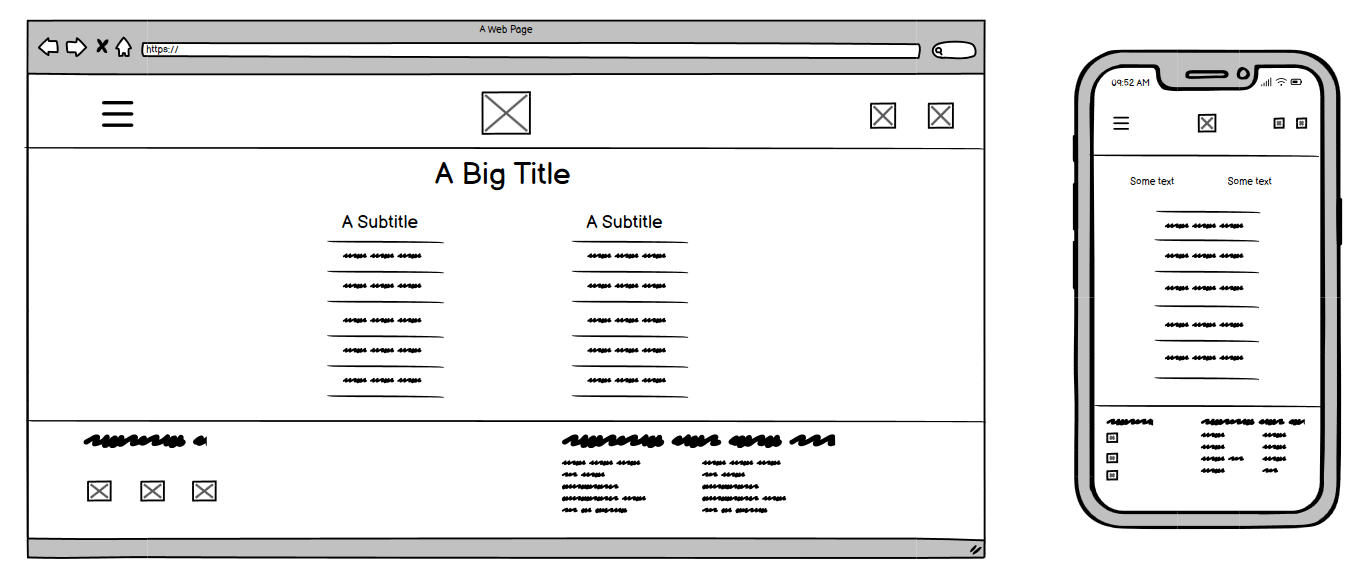 A Web Page
https://
A Big Title
A Subtitle
A Subtitle
09:52 AM
Some text
Some text